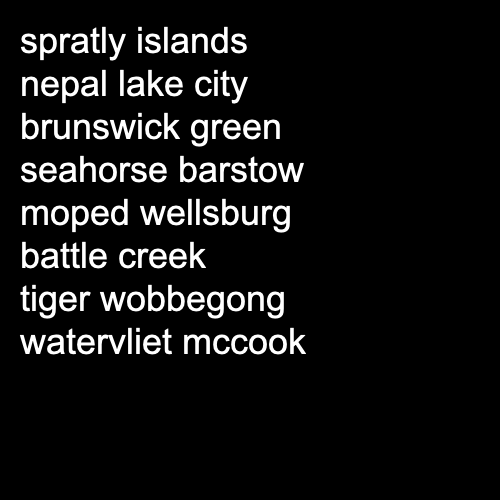 spratly islands
nepal lake city
brunswick green
seahorse barstow
moped wellsburg
battle creek
tiger wobbegong
watervliet mccook